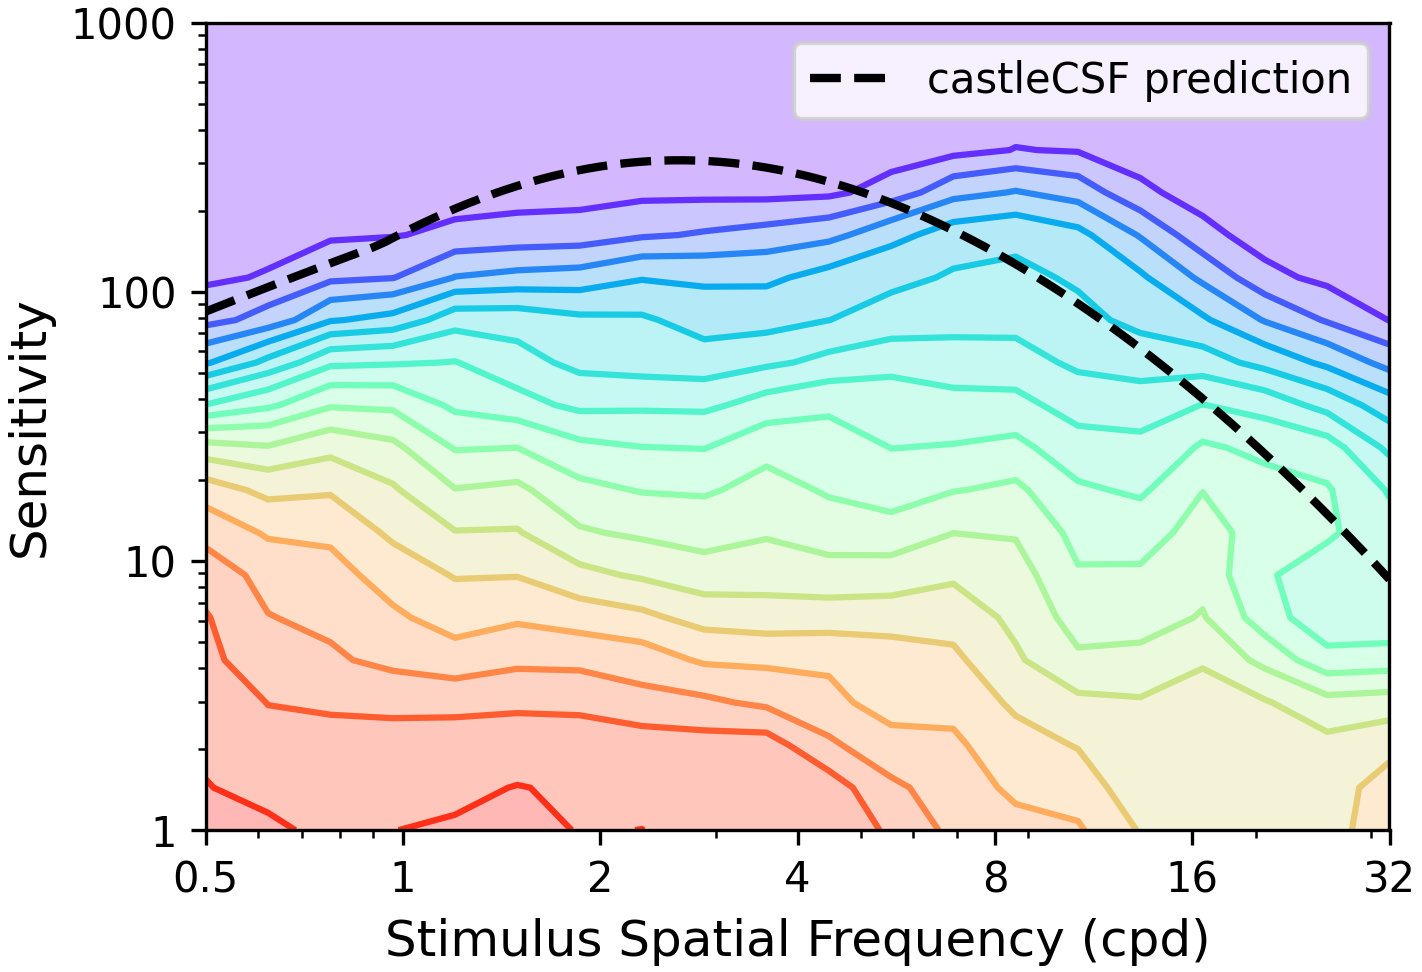 1000
100
10
1
Sensitivity
castleCSF prediction
0.5 1 2 4 8 16 32
Stimulus Spatial Frequency (cpd)